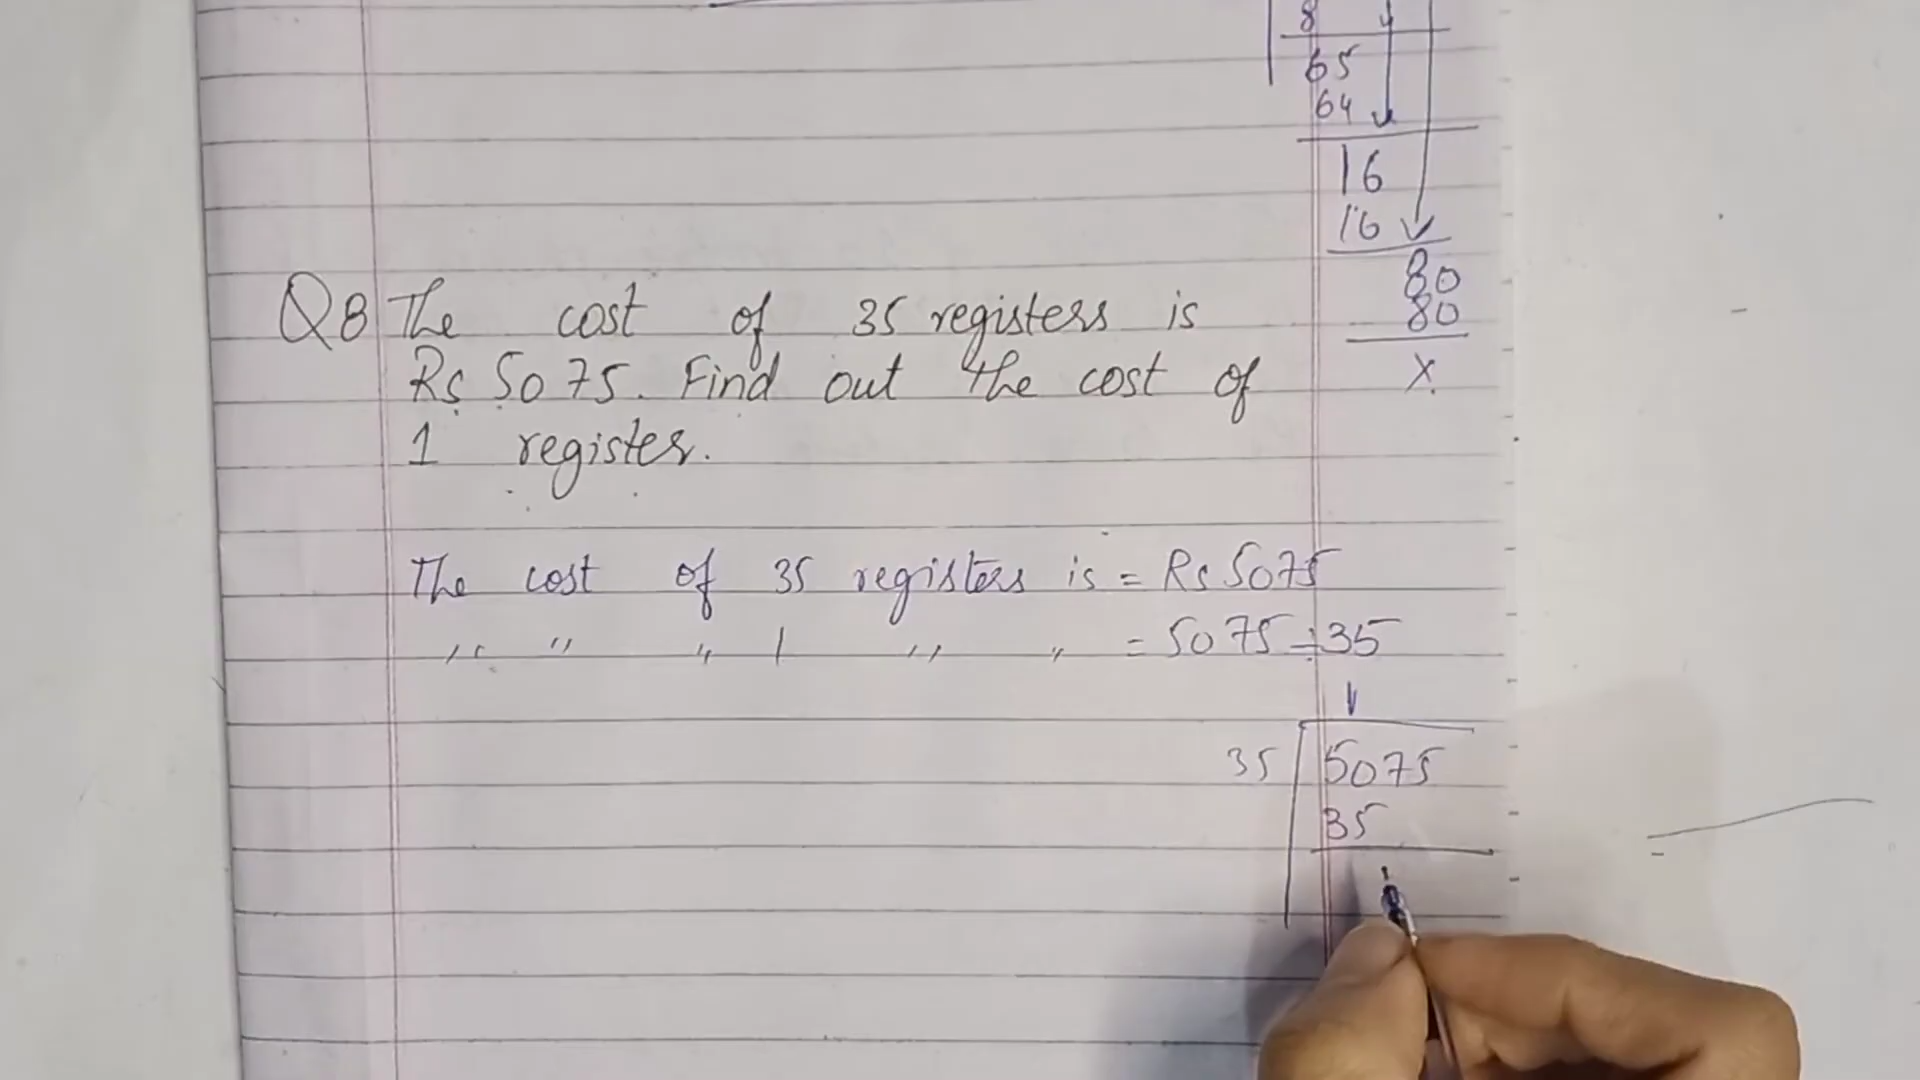 8
65
64
16
16
80
80
x
Q8 The cost of 35 registers is
Rs 5075. Find out the cost of
1 register.
The cost of 35 registers is = Rs 5075
,, ,, ,, 1 ,, ,, = 5075 ÷ 35
1
35 5075
35